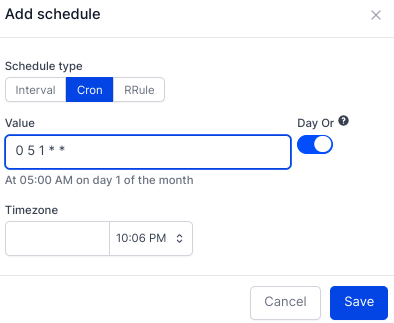 Add schedule
Schedule type
Interval Cron RRule
Value Day Or ?
0 5 1 * *
At 05:00 AM on day 1 of the month
Timezone
10:06 PM
Cancel Save